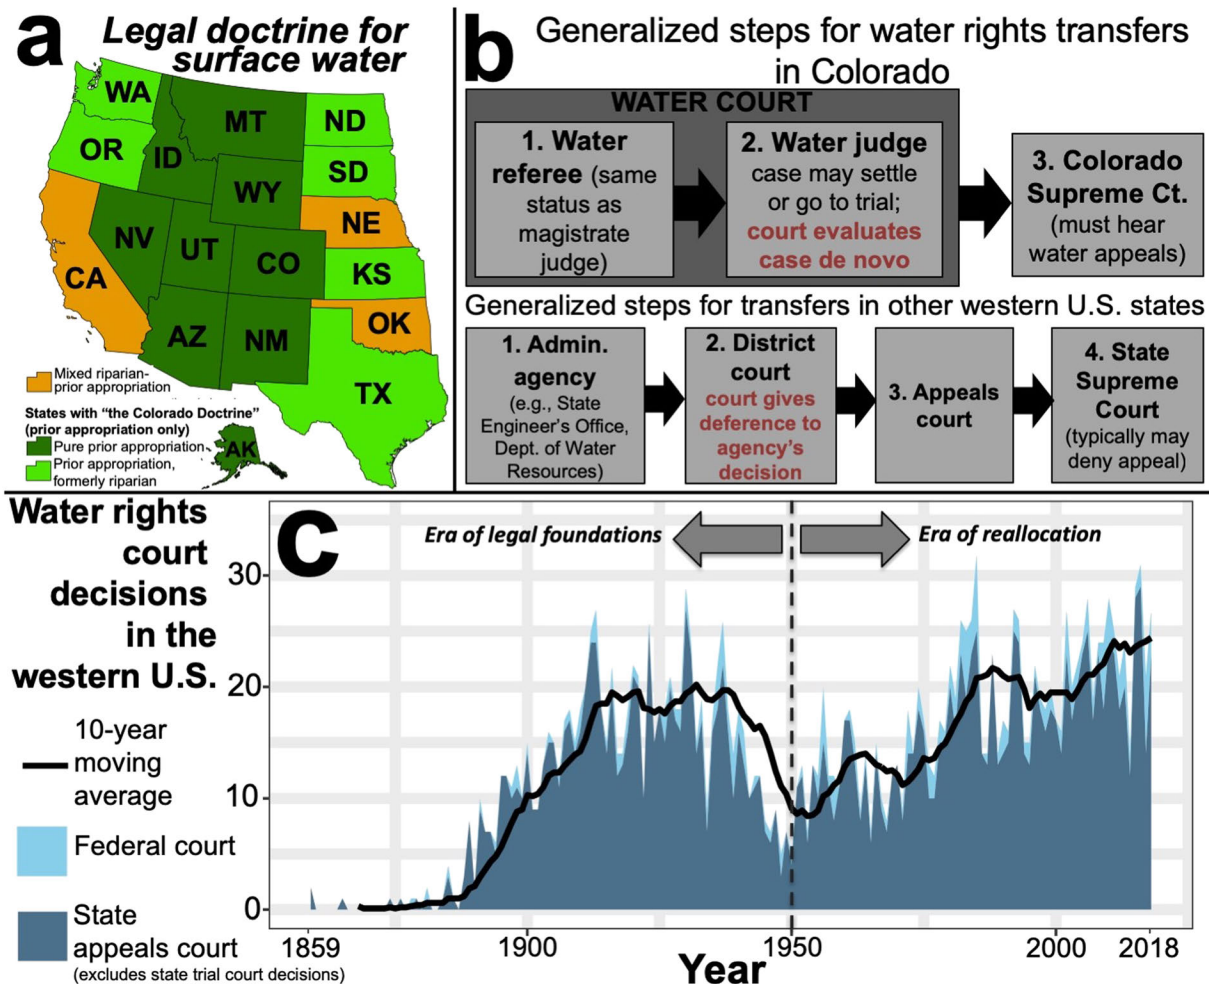 a
Legal doctrine for
surface water
WA
OR
ID
MT
ND
SD
WY
NE
NV
UT
CO
KS
CA
AZ
NM
OK
TX
AK
Mixed riparian-
prior appropriation
States with “the Colorado Doctrine”
(prior appropriation only)
Pure prior appropriation
Prior appropriation,
formerly riparian
b
Generalized steps for water rights transfers
in Colorado
WATER COURT
1. Water
referee (same
status as
magistrate
judge)
2. Water judge
case may settle
or go to trial;
court evaluates
case de novo
3. Colorado
Supreme Ct.
(must hear
water appeals)
Generalized steps for transfers in other western U.S. states
1. Admin.
agency
(e.g., State
Engineer’s Office,
Dept. of Water
Resources)
2. District
court
court gives
deference to
agency’s
decision
3. Appeals
court
4. State
Supreme
Court
(typically may
deny appeal)
Water rights
court
decisions
in the
western U.S.
10-year
moving
average
Federal court
State
appeals court
(excludes state trial court decisions)
c
Era of legal foundations
Era of reallocation
30
20
10
0
1859
1900
1950
2000
2018
Year